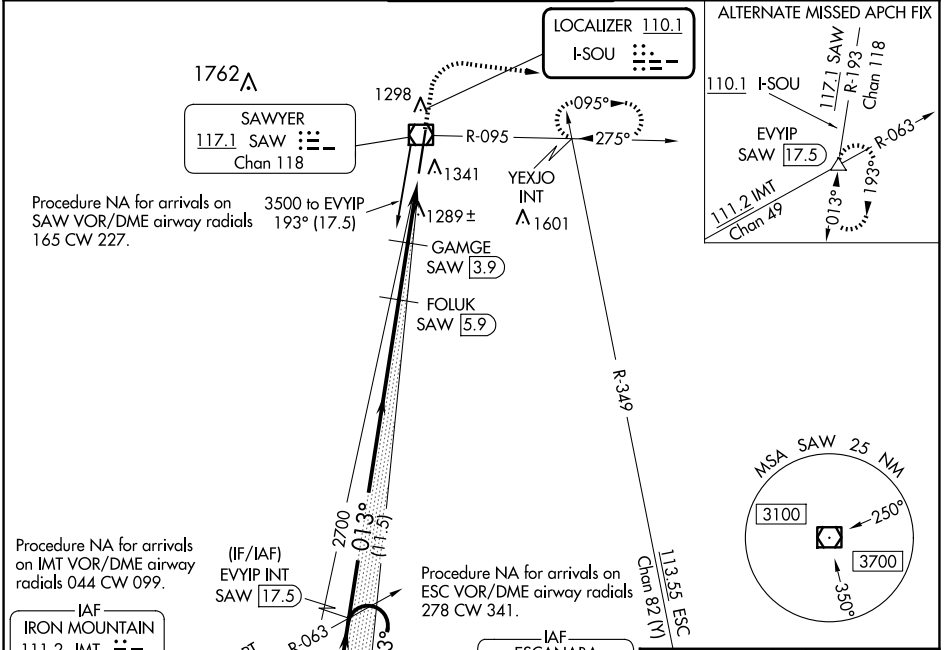 LOCALIZER 110.1
I-SOU
ALTERNATE MISSED APCH FIX
117.1 SAW
R-193
Chan 118
110.1 I-SOU
EVYIP
SAW 17.5
R-063
111.2 IMT
Chan 49
013°
193°
1762
1298
SAWYER
117.1 SAW
Chan 118
R-095
095°
275°
1341
YEXJO
INT
1601
Procedure NA for arrivals on
SAW VOR/DME airway radials
165 CW 227.
3500 to EVYIP
193° (17.5)
1289 ±
GAMGE
SAW 3.9
FOLUK
SAW 5.9
R-349
MSA SAW 25 NM
3100
250°
3700
350°
2700
013°
(11.5)
Procedure NA for arrivals
on IMT VOR/DME airway
radials 044 CW 099.
(IF/IAF)
EVYIP INT
SAW 17.5
Procedure NA for arrivals on
ESC VOR/DME airway radials
278 CW 341.
113.55 ESC
Chan 82 (Y)
IAF
IRON MOUNTAIN
111.2 IMT
R-063
IAF
ESCANABA